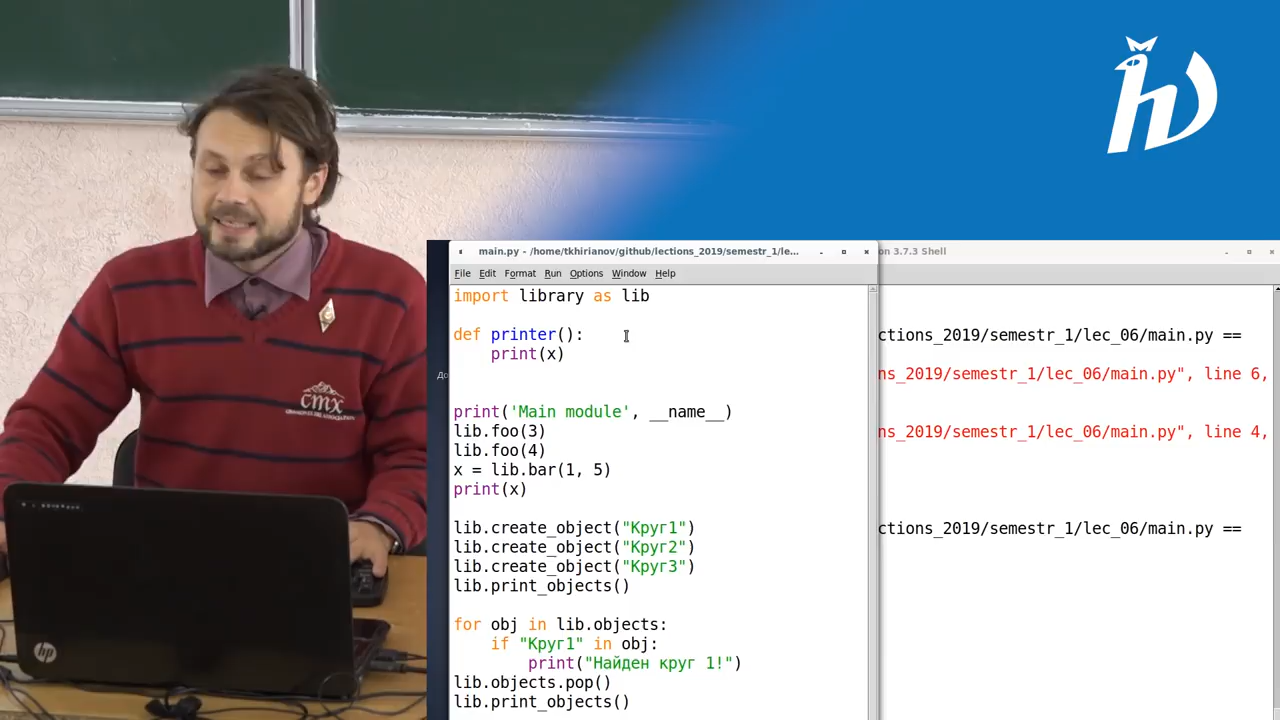 main.py - /home/tkhirianov/github/lections_2019/semestr_1/le...
on 3.7.3 Shell
File Edit Format Run Options Window Help
import library as lib
def printer():
print(x)
print('Main module', __name__)
lib.foo(3)
lib.foo(4)
x = lib.bar(1, 5)
print(x)
lib.create_object("Круг1")
lib.create_object("Круг2")
lib.create_object("Круг3")
lib.print_objects()
for obj in lib.objects:
if "Круг1" in obj:
print("Найден круг 1!")
lib.objects.pop()
lib.print_objects()
ctions_2019/semestr_1/lec_06/main.py ==
ns_2019/semestr_1/lec_06/main.py", line 6,
ns_2019/semestr_1/lec_06/main.py", line 4,
ctions_2019/semestr_1/lec_06/main.py ==
До
стх
hp